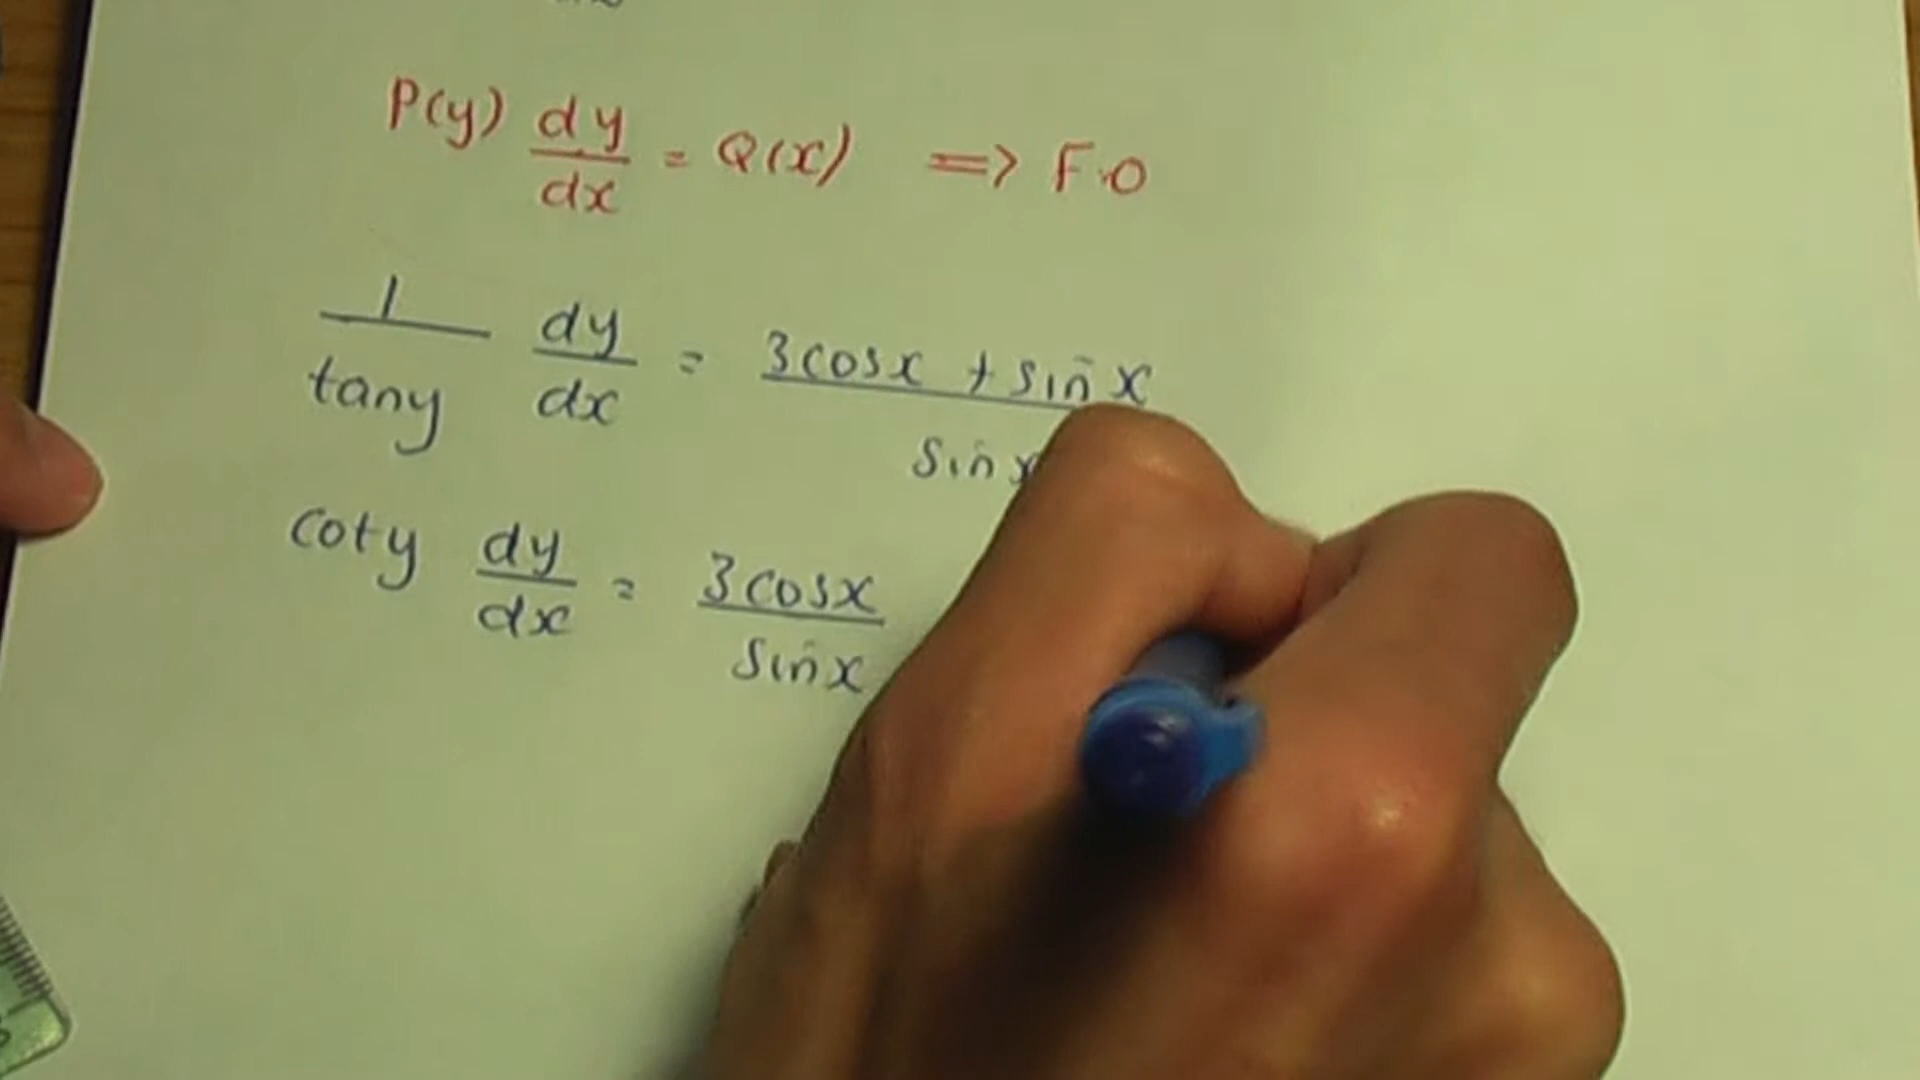 P(y) dy/dx = Q(x) => F.O
1/tany dy/dx = 3cosx + sinx / sinx
coty dy/dx = 3cosx/sinx